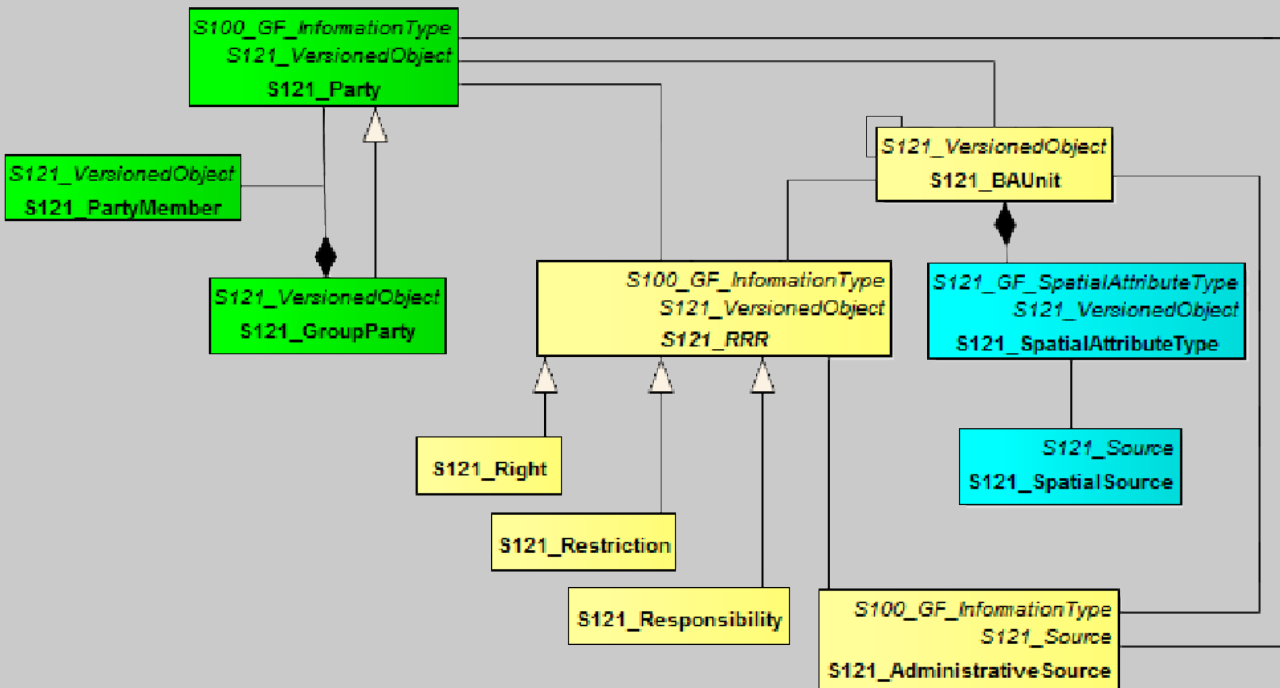 S100_GF_InformationType
S121_VersionedObject
S121_Party
S121_VersionedObject
S121_PartyMember
S121_VersionedObject
S121_GroupParty
S121_VersionedObject
S121_BAUnit
S100_GF_InformationType
S121_VersionedObject
S121_RRR
S121_GF_SpatialAttributeType
S121_VersionedObject
S121_SpatialAttributeType
S121_Right
S121_Source
S121_SpatialSource
S121_Restriction
S121_Responsibility
S100_GF_InformationType
S121_Source
S121_AdministrativeSource